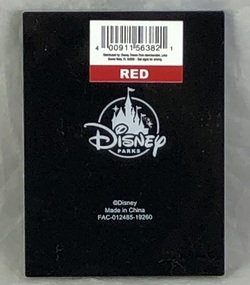 4 00911 56382 1
RED
Disney
PARKS
©Disney
Made in China
FAC-012485-19260